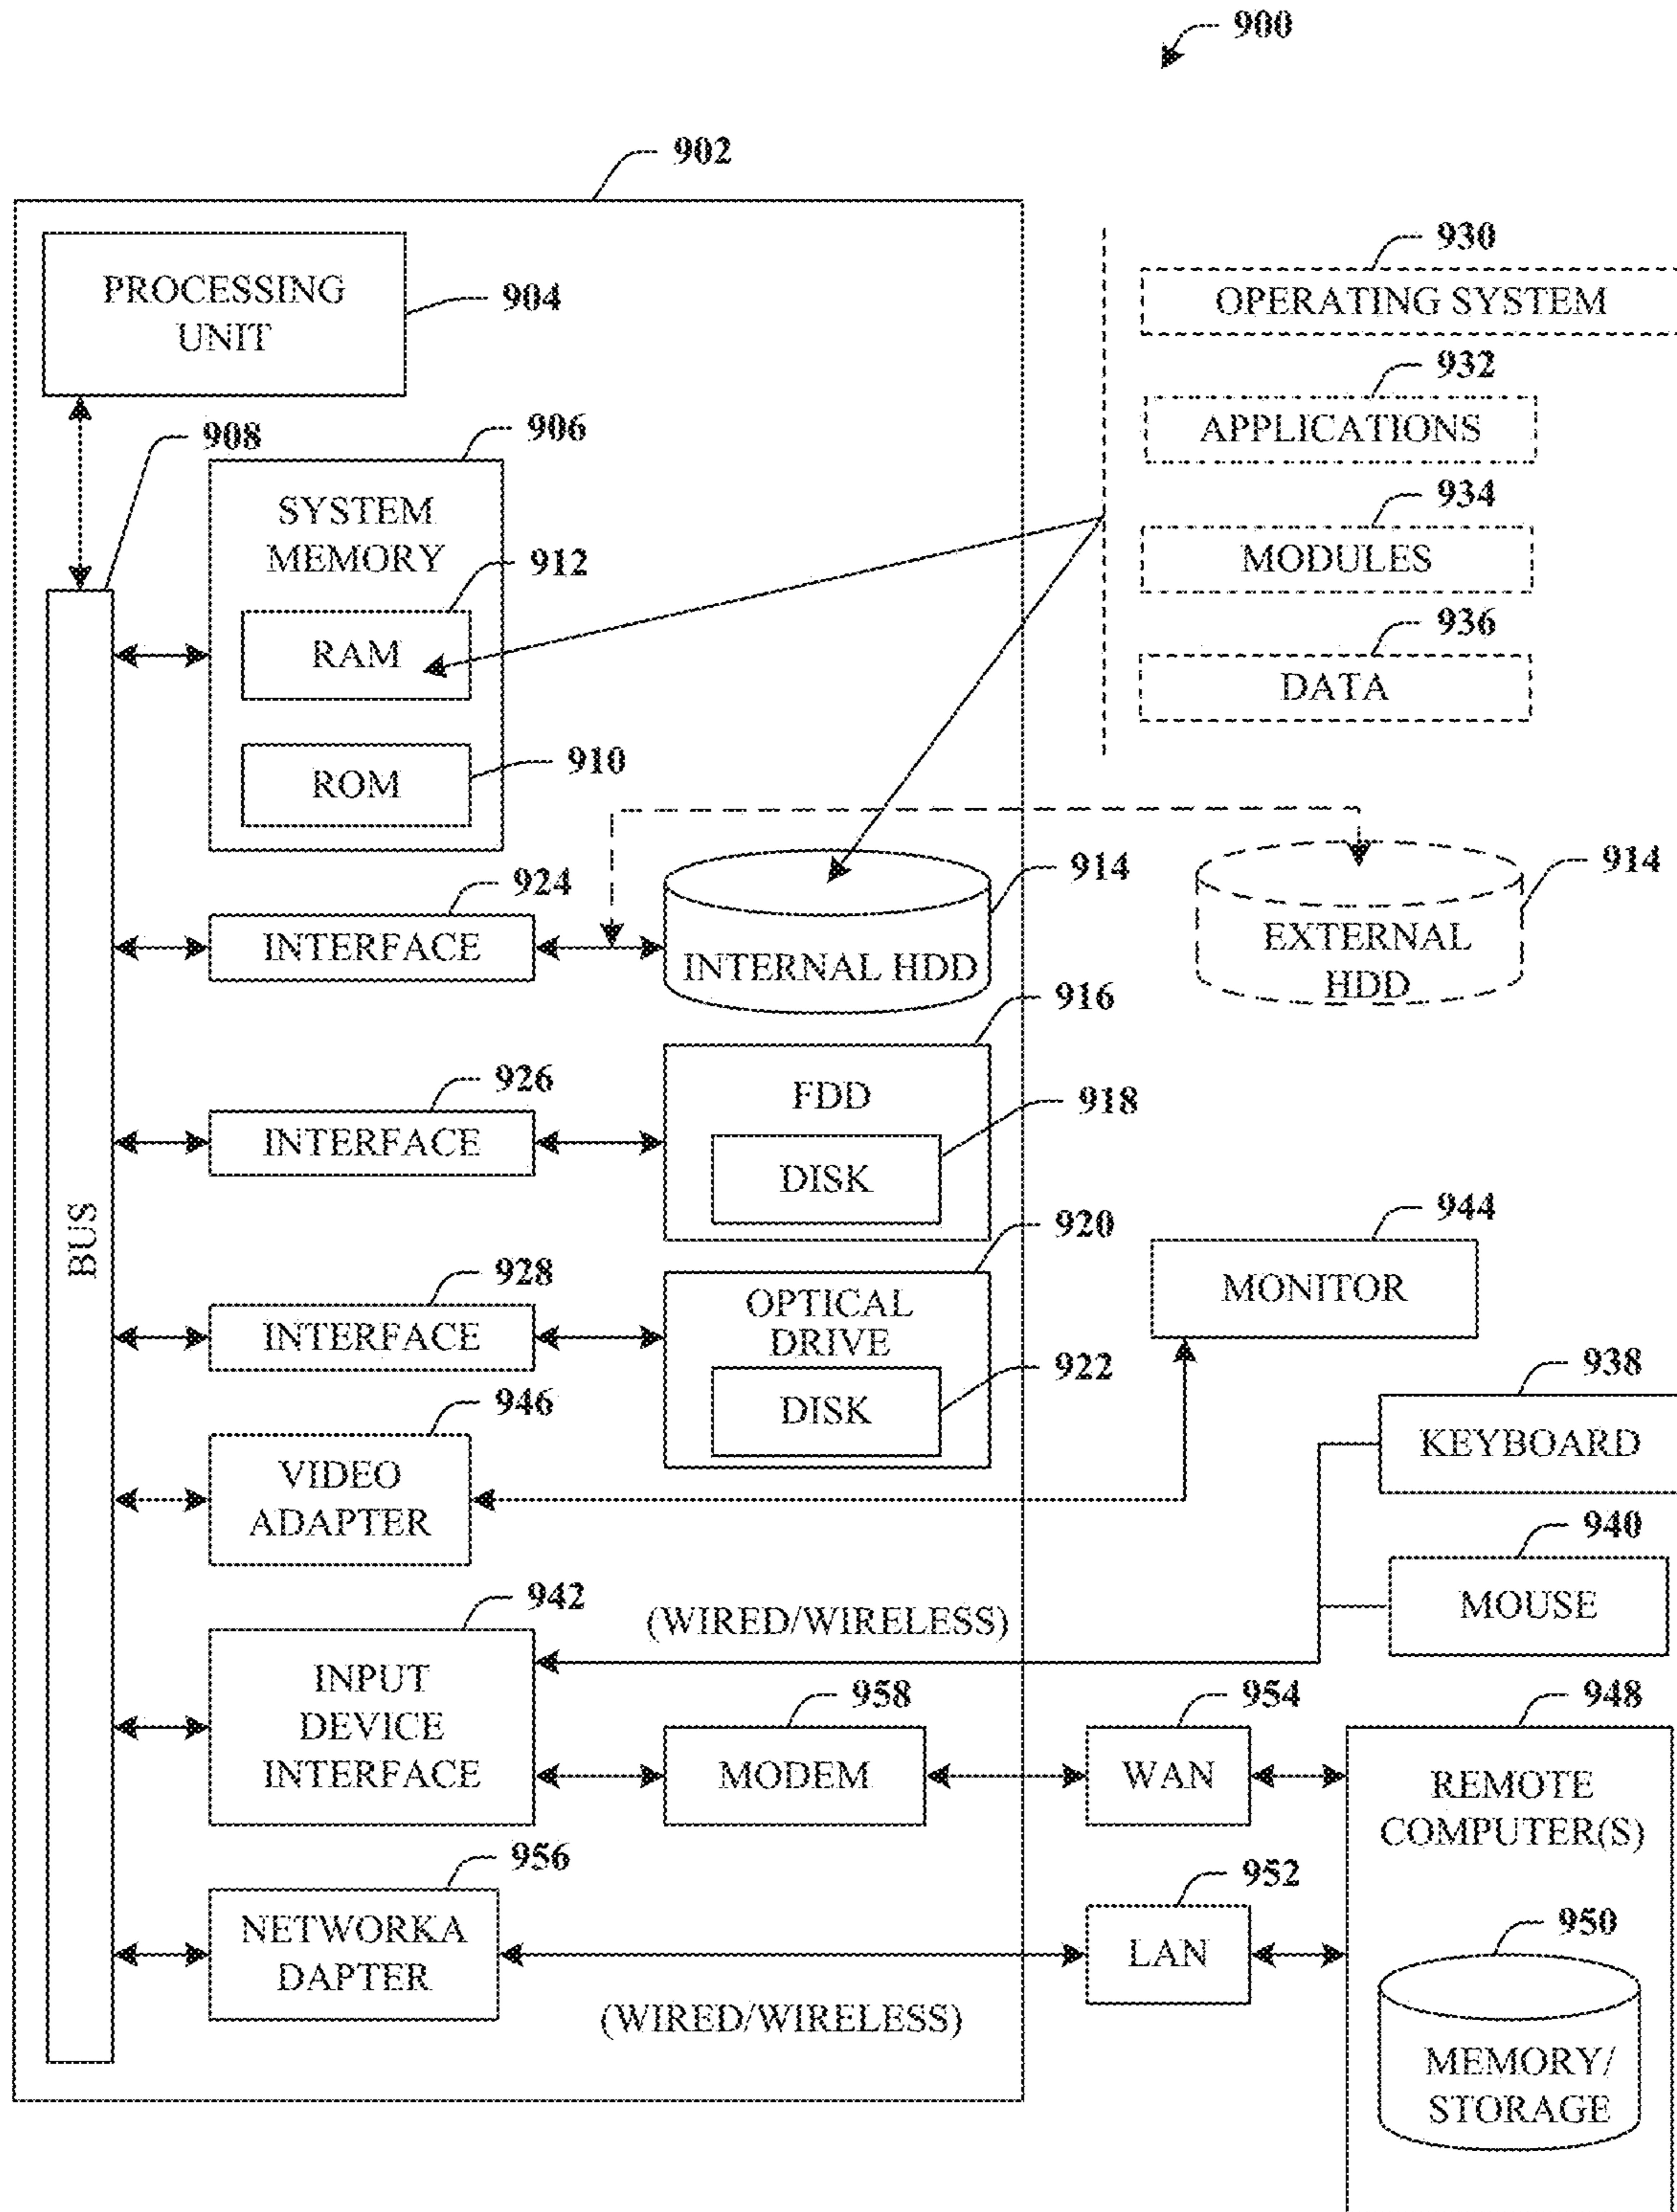 900
902
PROCESSING
UNIT
904
930
OPERATING SYSTEM
932
APPLICATIONS
934
MODULES
936
DATA
908
906
SYSTEM
MEMORY
912
RAM
910
ROM
924
INTERFACE
914
INTERNAL HDD
914
EXTERNAL
HDD
916
926
INTERFACE
FDD
918
DISK
BUS
920
928
INTERFACE
OPTICAL
DRIVE
922
DISK
944
MONITOR
938
KEYBOARD
946
VIDEO
ADAPTER
940
MOUSE
942
(WIRED/WIRELESS)
INPUT
DEVICE
INTERFACE
958
MODEM
954
WAN
948
REMOTE
COMPUTER(S)
956
NETWORKA
DAPTER
952
LAN
950
(WIRED/WIRELESS)
MEMORY/
STORAGE